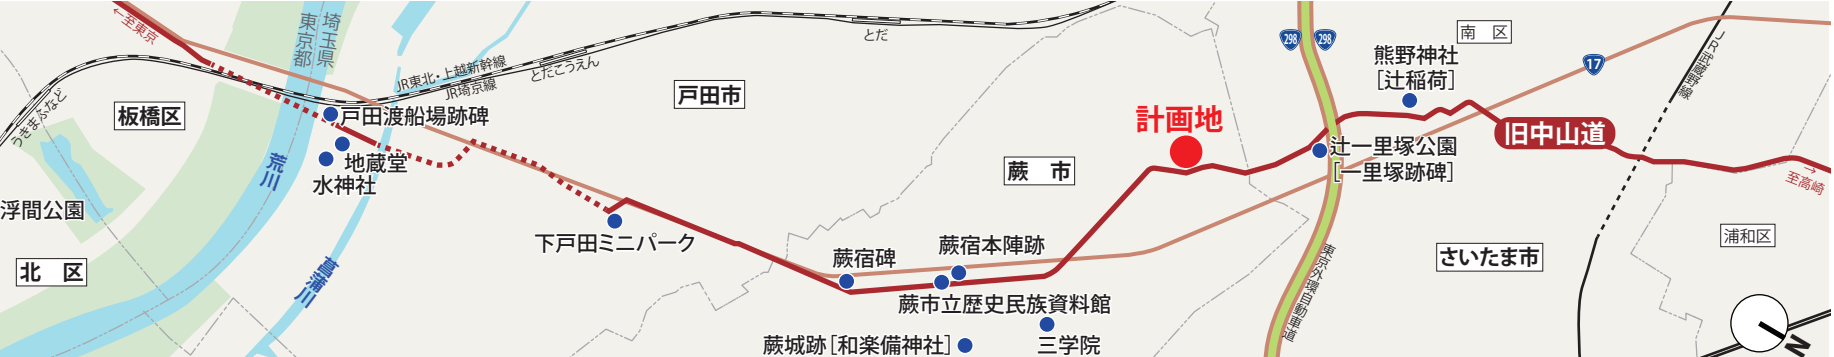 ←至東京
東京都
埼玉県
うきまふなど
板橋区
JR東北・上越新幹線
JR埼京線
とだこうえん
とだ
戸田渡船場跡碑
地蔵堂
水神社
荒川
浮間公園
北 区
菖蒲川
戸田市
下戸田ミニパーク
蕨宿碑
蕨宿本陣跡
蕨市立歴史民族資料館
蕨城跡[和楽備神社]
三学院
蕨 市
計画地
298
298
熊野神社
[辻稲荷]
南 区
17
JR武蔵野線
辻一里塚公園
[一里塚跡碑]
旧中山道
→
至高崎
東京外環自動車道
さいたま市
浦和区
N